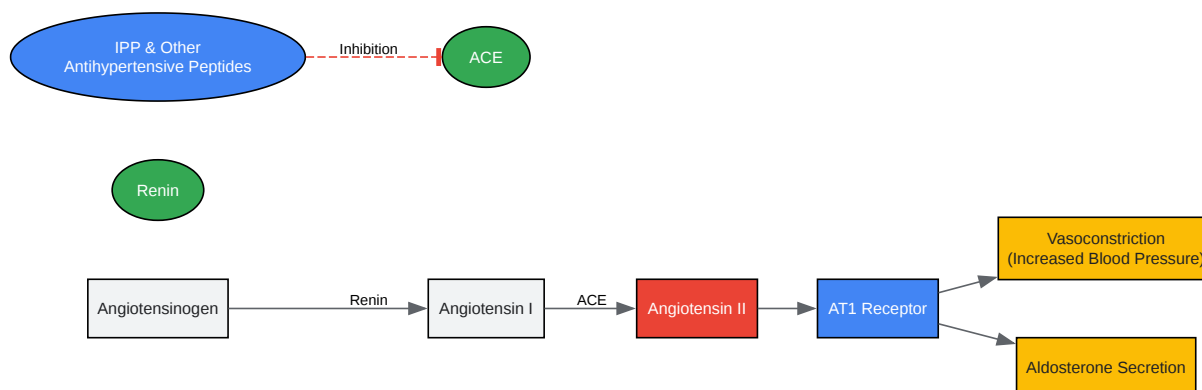 IPP & Other
Antihypertensive Peptides
Inhibition
ACE
Renin
Vasoconstriction
(Increased Blood Pressure)
Angiotensinogen
Renin
Angiotensin I
ACE
Angiotensin II
AT1 Receptor
Aldosterone Secretion